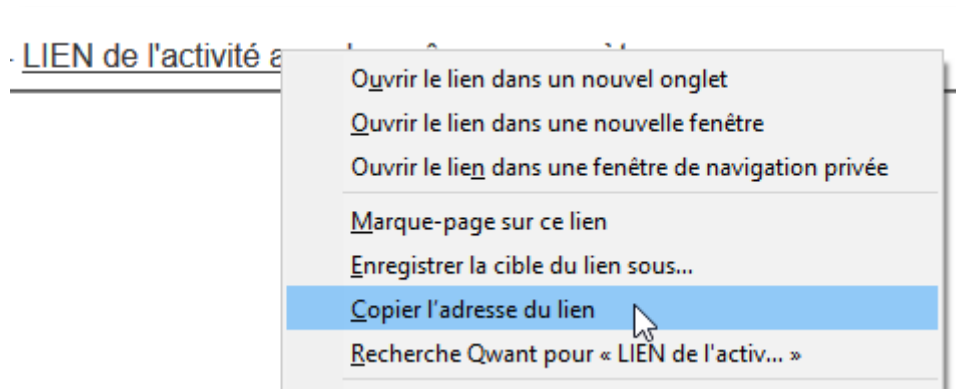 - LIEN de l'activité
Ouvrir le lien dans un nouvel onglet
Ouvrir le lien dans une nouvelle fenêtre
Ouvrir le lien dans une fenêtre de navigation privée
Marque-page sur ce lien
Enregistrer la cible du lien sous...
Copier l'adresse du lien
Recherche Qwant pour « LIEN de l'activ... »